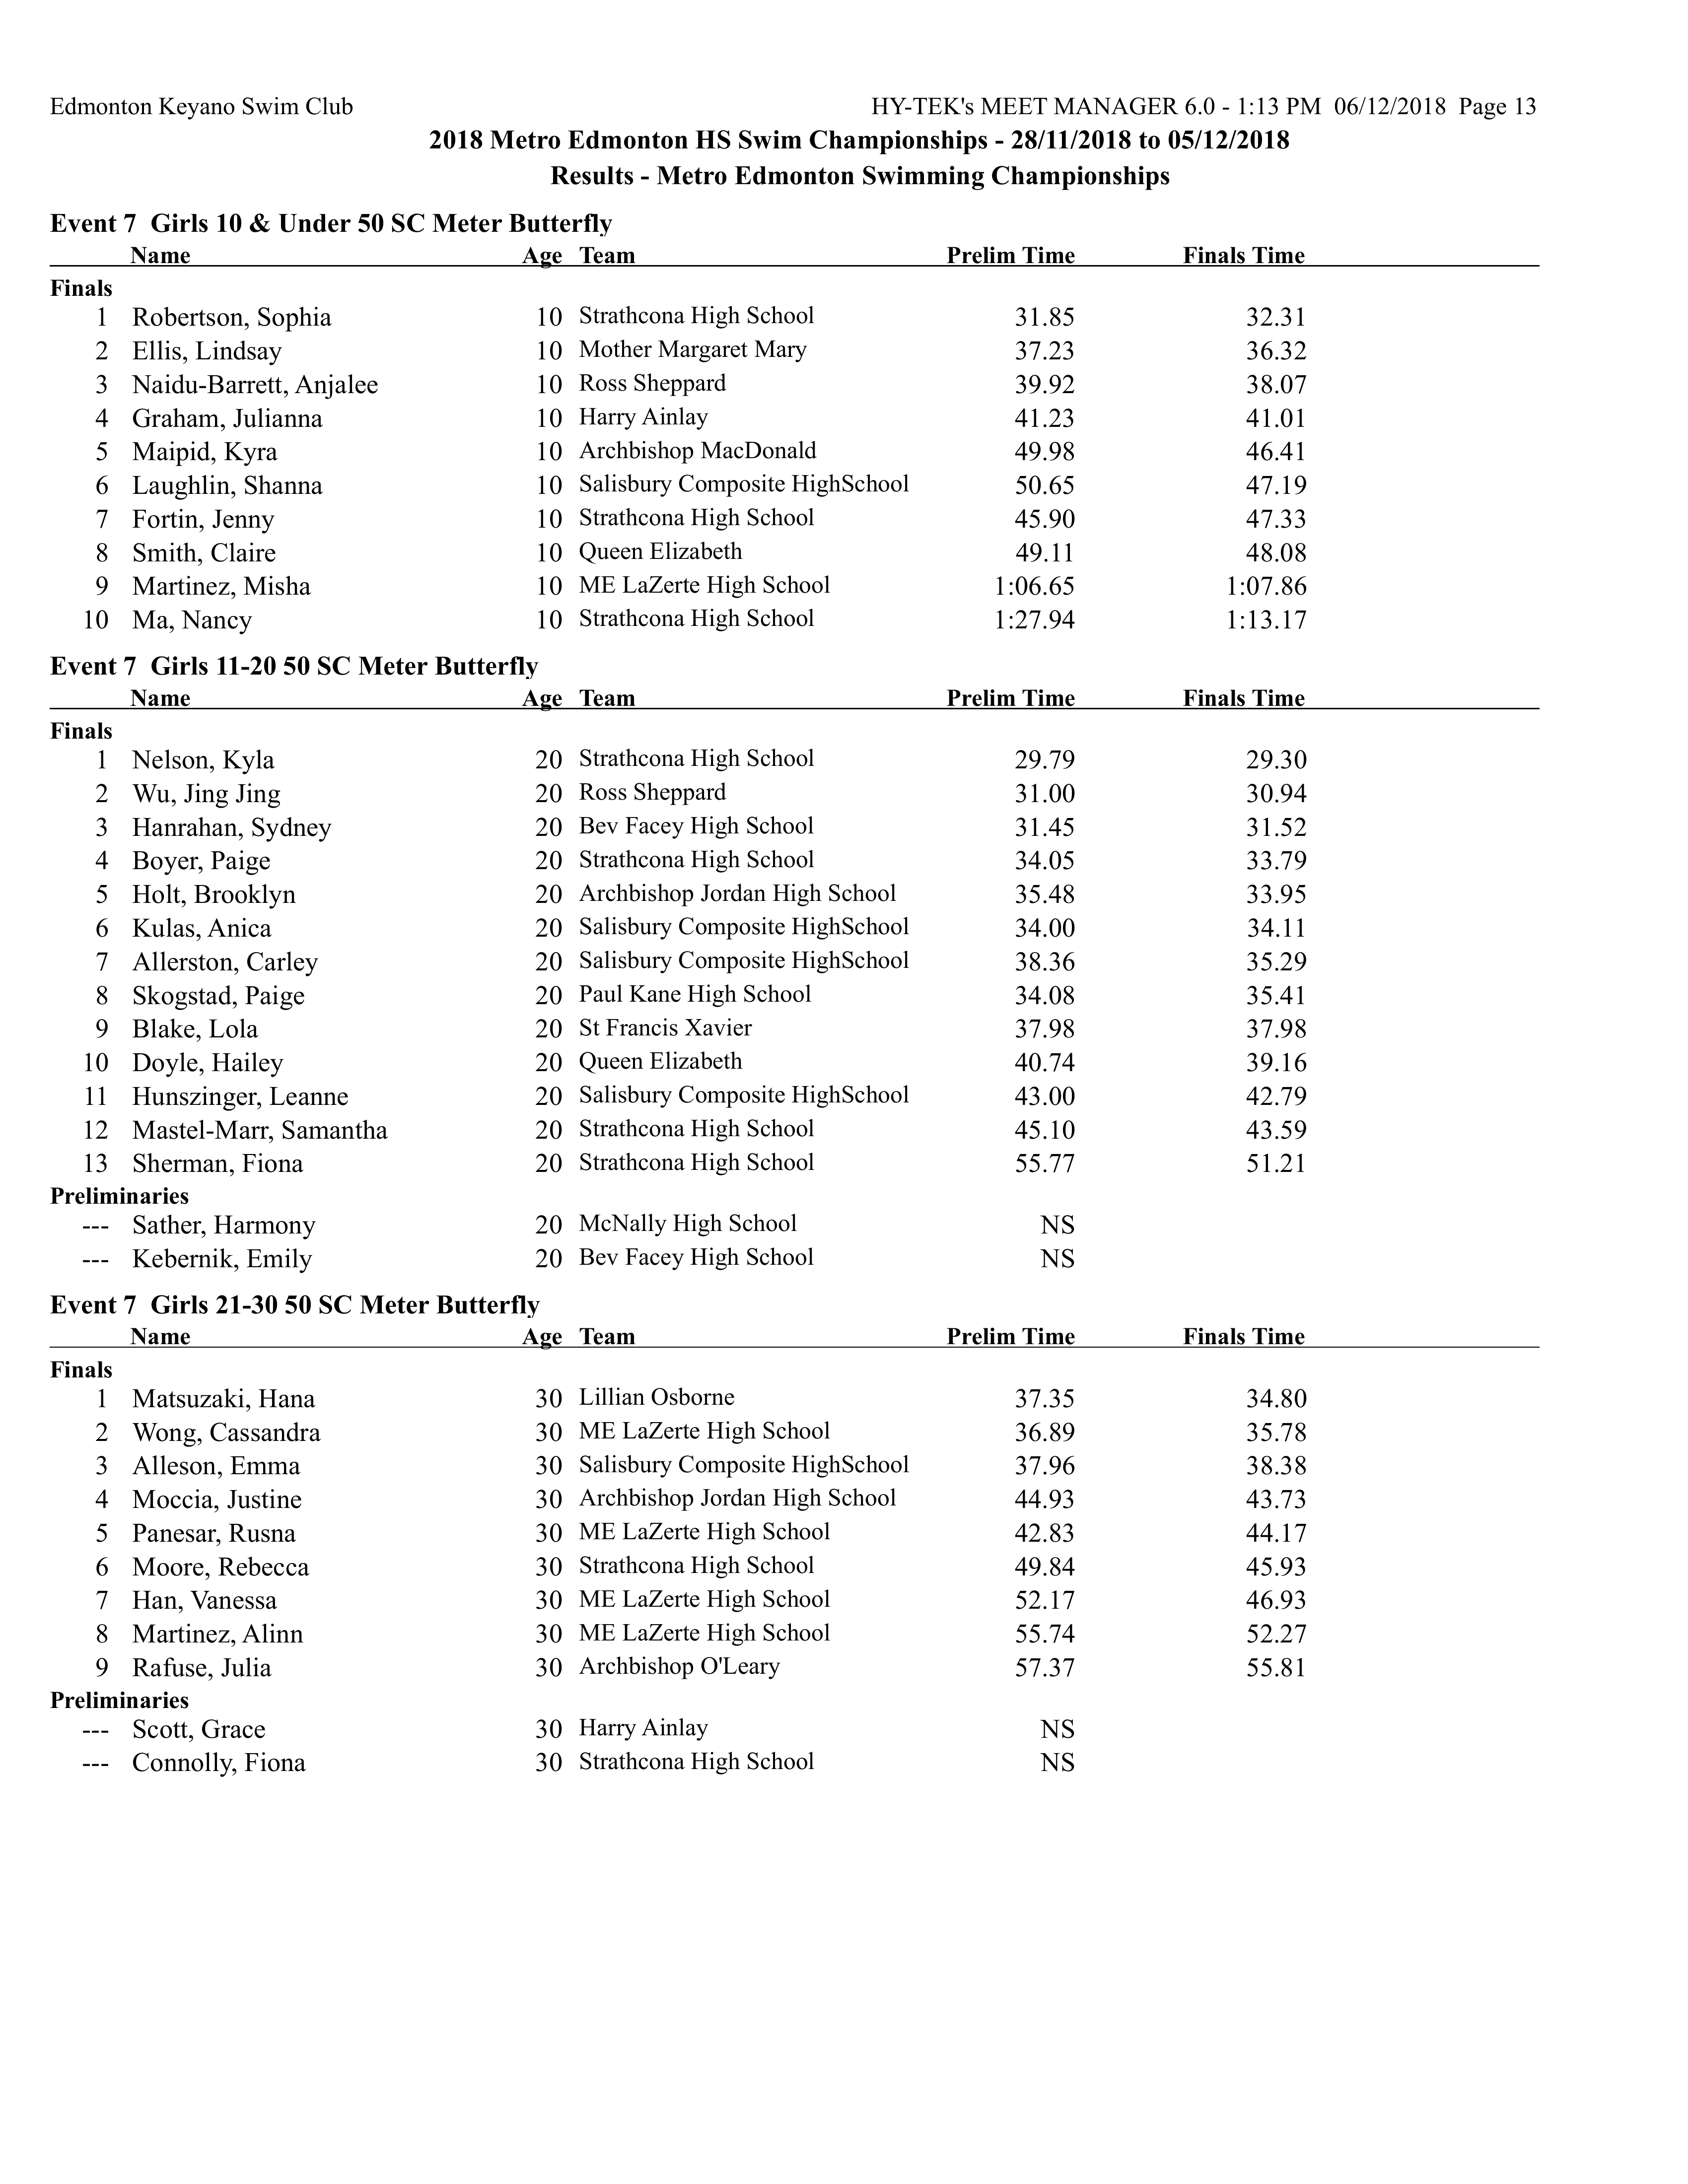 Edmonton Keyano Swim Club HY-TEK's MEET MANAGER 6.0 - 1:13 PM 06/12/2018 Page 13
2018 Metro Edmonton HS Swim Championships - 28/11/2018 to 05/12/2018
Results - Metro Edmonton Swimming Championships
Event 7 Girls 10 & Under 50 SC Meter Butterfly
Name Age Team Prelim Time Finals Time
Finals
1 Robertson, Sophia 10 Strathcona High School 31.85 32.31
2 Ellis, Lindsay 10 Mother Margaret Mary 37.23 36.32
3 Naidu-Barrett, Anjalee 10 Ross Sheppard 39.92 38.07
4 Graham, Julianna 10 Harry Ainlay 41.23 41.01
5 Maipid, Kyra 10 Archbishop MacDonald 49.98 46.41
6 Laughlin, Shanna 10 Salisbury Composite HighSchool 50.65 47.19
7 Fortin, Jenny 10 Strathcona High School 45.90 47.33
8 Smith, Claire 10 Queen Elizabeth 49.11 48.08
9 Martinez, Misha 10 ME LaZerte High School 1:06.65 1:07.86
10 Ma, Nancy 10 Strathcona High School 1:27.94 1:13.17
Event 7 Girls 11-20 50 SC Meter Butterfly
Name Age Team Prelim Time Finals Time
Finals
1 Nelson, Kyla 20 Strathcona High School 29.79 29.30
2 Wu, Jing Jing 20 Ross Sheppard 31.00 30.94
3 Hanrahan, Sydney 20 Bev Facey High School 31.45 31.52
4 Boyer, Paige 20 Strathcona High School 34.05 33.79
5 Holt, Brooklyn 20 Archbishop Jordan High School 35.48 33.95
6 Kulas, Anica 20 Salisbury Composite HighSchool 34.00 34.11
7 Allerston, Carley 20 Salisbury Composite HighSchool 38.36 35.29
8 Skogstad, Paige 20 Paul Kane High School 34.08 35.41
9 Blake, Lola 20 St Francis Xavier 37.98 37.98
10 Doyle, Hailey 20 Queen Elizabeth 40.74 39.16
11 Hunszinger, Leanne 20 Salisbury Composite HighSchool 43.00 42.79
12 Mastel-Marr, Samantha 20 Strathcona High School 45.10 43.59
13 Sherman, Fiona 20 Strathcona High School 55.77 51.21
Preliminaries
--- Sather, Harmony 20 McNally High School NS
--- Kebernik, Emily 20 Bev Facey High School NS
Event 7 Girls 21-30 50 SC Meter Butterfly
Name Age Team Prelim Time Finals Time
Finals
1 Matsuzaki, Hana 30 Lillian Osborne 37.35 34.80
2 Wong, Cassandra 30 ME LaZerte High School 36.89 35.78
3 Alleson, Emma 30 Salisbury Composite HighSchool 37.96 38.38
4 Moccia, Justine 30 Archbishop Jordan High School 44.93 43.73
5 Panesar, Rusna 30 ME LaZerte High School 42.83 44.17
6 Moore, Rebecca 30 Strathcona High School 49.84 45.93
7 Han, Vanessa 30 ME LaZerte High School 52.17 46.93
8 Martinez, Alinn 30 ME LaZerte High School 55.74 52.27
9 Rafuse, Julia 30 Archbishop O'Leary 57.37 55.81
Preliminaries
--- Scott, Grace 30 Harry Ainlay NS
--- Connolly, Fiona 30 Strathcona High School NS